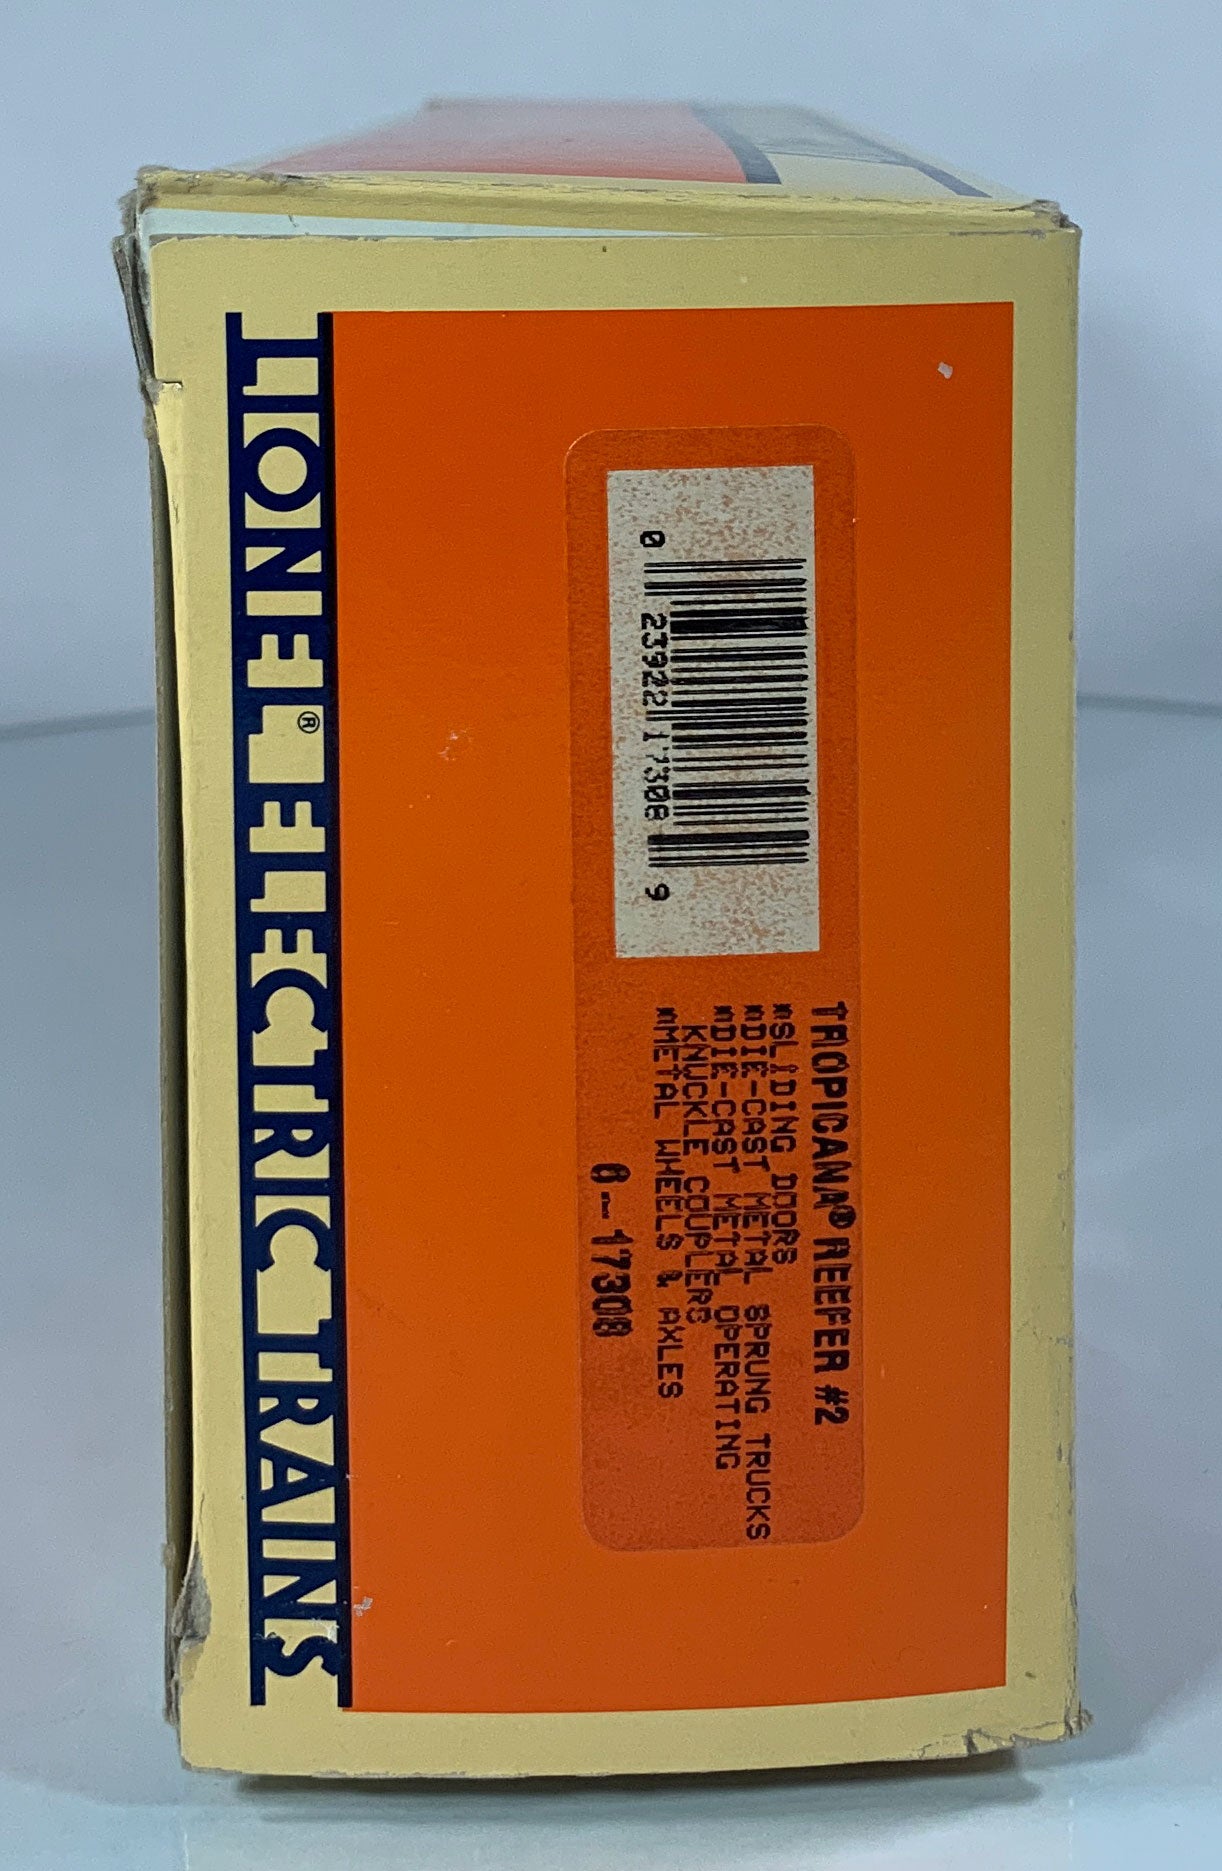 LIONEL® ELECTRIC TRAINS
TROPICANA® REEFER #2
■SLIDING DOORS
■DIE-CAST METAL SPRUNG TRUCKS
■DIE-CAST METAL OPERATING
KNUCKLE COUPLERS
■METAL WHEELS & AXLES
6-17308
0 23922 17308 9